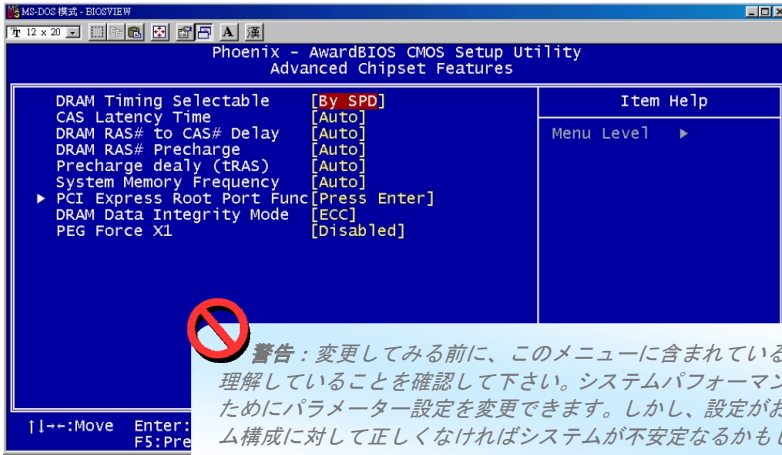 MS-DOS 模式 - BIOSVIEW
12 x 20
A 漢
Phoenix – AwardBIOS CMOS Setup Utility
Advanced Chipset Features
DRAM Timing Selectable [By SPD]
CAS Latency Time [Auto]
DRAM RAS# to CAS# Delay [Auto]
DRAM RAS# Precharge [Auto]
Precharge dealy (tRAS) [Auto]
System Memory Frequency [Auto]
▶ PCI Express Root Port Func[Press Enter]
DRAM Data Integrity Mode [ECC]
PEG Force X1 [Disabled]
Item Help
Menu Level ▶
警告：変更してみる前に、このメニューに含まれている
理解していることを確認して下さい。システムパフォーマン
ためにパラメーター設定を変更できます。しかし、設定がお
ム構成に対して正しくなければシステムが不安定なるかもし
↑↓→←:Move Enter:
F5:Pre